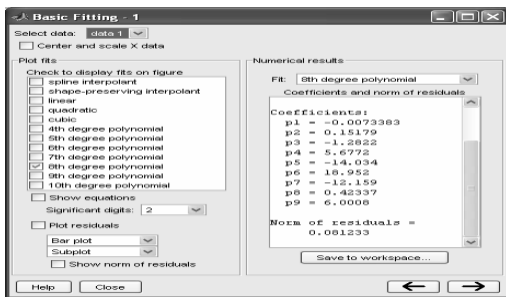 Basic Fitting - 1
Select data: data 1
Center and scale X data
Plot fits
Check to display fits on figure
spline interpolant
shape-preserving interpolant
linear
quadratic
cubic
4th degree polynomial
5th degree polynomial
6th degree polynomial
7th degree polynomial
8th degree polynomial
9th degree polynomial
10th degree polynomial
Show equations
Significant digits: 2
Plot residuals
Bar plot
Subplot
Show norm of residuals
Numerical results
Fit: 8th degree polynomial
Coefficients and norm of residuals
Coefficients:
p1 = -0.0073383
p2 = 0.15179
p3 = -1.2822
p4 = 5.6772
p5 = -14.034
p6 = 18.952
p7 = -12.159
p8 = 0.42337
p9 = 6.0008
Norm of residuals =
0.081233
Save to workspace...
Help
Close